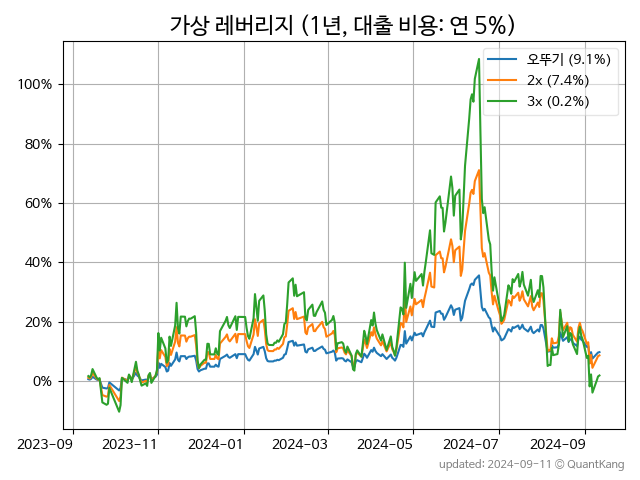 가상 레버리지 (1년, 대출 비용: 연 5%)
오뚜기 (9.1%)
2x (7.4%)
3x (0.2%)
100%
80%
60%
40%
20%
0%
2023-09
2023-11
2024-01
2024-03
2024-05
2024-07
2024-09
updated: 2024-09-11 © QuantKang